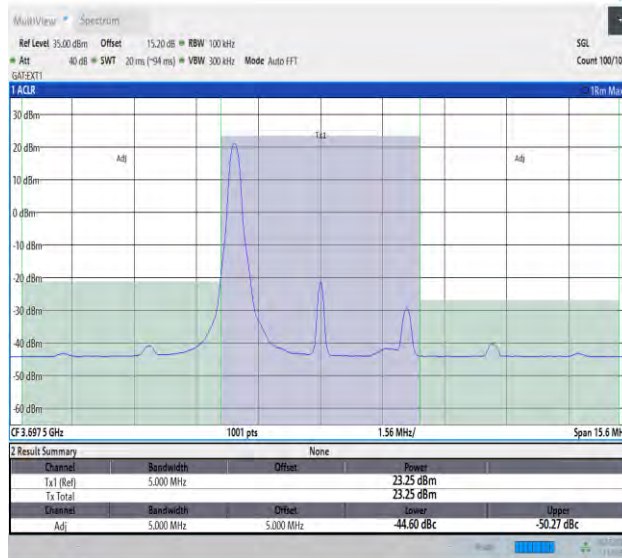 MultiView Spectrum
Ref Level 35.00 dBm Offset 15.20 dB RBW 100 kHz SGL
Att 40 dB SWT 20 ms (~94 ms) VBW 300 kHz Mode Auto FFT Count 100/10
GAT:EXT1
1 ACLR 1Rm Max
30 dBm
Tx1
20 dBm
Adj Adj
10 dBm
0 dBm
-10 dBm
-20 dBm
-30 dBm
-40 dBm
-50 dBm
-60 dBm
CF 3.697 5 GHz 1001 pts 1.56 MHz/ Span 15.6 MH
2 Result Summary None
Channel Bandwidth Offset Power
Tx1 (Ref) 5.000 MHz 23.25 dBm
Tx Total 23.25 dBm
Channel Bandwidth Offset Lower Upper
Adj 5.000 MHz 5.000 MHz -44.60 dBc -50.27 dBc